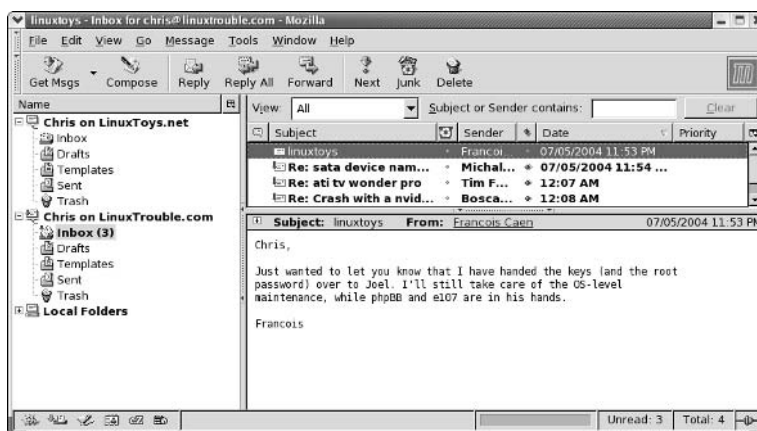 linuxtoys - Inbox for chris@linuxtrouble.com - Mozilla
File Edit View Go Message Tools Window Help
Get Msgs Compose Reply Reply All Forward Next Junk Delete
Name
Chris on LinuxToys.net
Inbox
Drafts
Templates
Sent
Trash
Chris on LinuxTrouble.com
Inbox (3)
Drafts
Templates
Sent
Trash
Local Folders
View: All Subject or Sender contains: Clear
Subject Sender Date Priority
linuxtoys Francoi... 07/05/2004 11:53 PM
Re: sata device nam... Michal... 07/05/2004 11:54 ...
Re: ati tv wonder pro Tim F... 12:07 AM
Re: Crash with a nvid... Bosca... 12:08 AM
Subject: linuxtoys From: Francois Caen 07/05/2004 11:53 PM
Chris,
Just wanted to let you know that I have handed the keys (and the root
password) over to Joel. I'll still take care of the OS-level
maintenance, while phpBB and e107 are in his hands.
Francois
Unread: 3 Total: 4